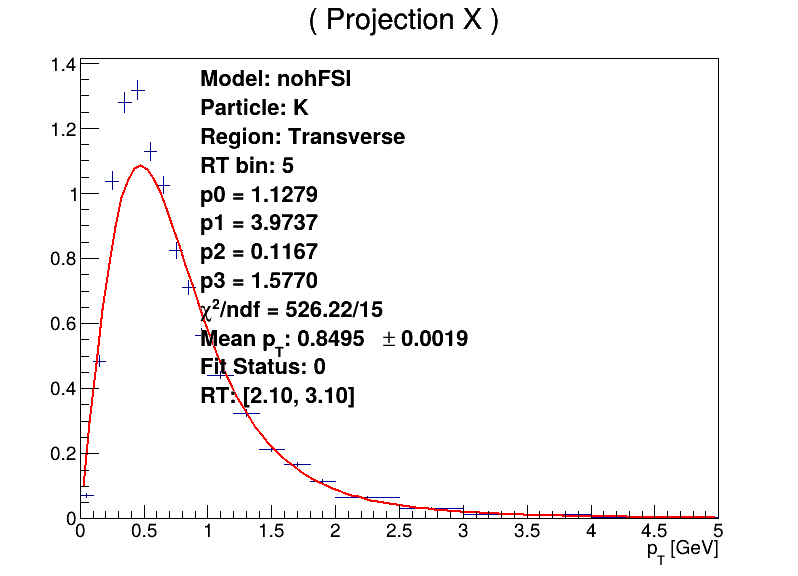 ( Projection X )
1.4
1.2
1
0.8
0.6
0.4
0.2
0
Model: nohFSI
Particle: K
Region: Transverse
RT bin: 5
p0 = 1.1279
p1 = 3.9737
p2 = 0.1167
p3 = 1.5770
χ²/ndf = 526.22/15
Mean p_T: 0.8495 ± 0.0019
Fit Status: 0
RT: [2.10, 3.10]
0 0.5 1 1.5 2 2.5 3 3.5 4 4.5 5
p_T [GeV]